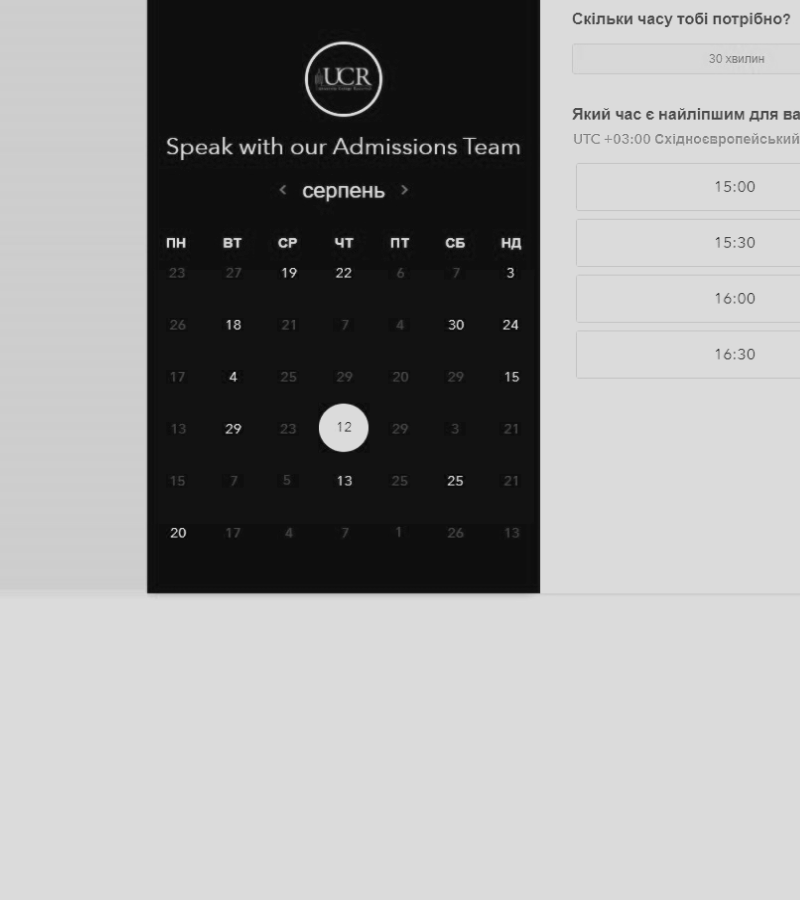 UCR
Speak with our Admissions Team
серпень
ПН ВТ СР ЧТ ПТ СБ НД
23 27 19 22 6 7 3
26 18 21 7 4 30 24
17 4 25 29 20 29 15
13 29 23 12 29 3 21
15 7 5 13 25 25 21
20 17 4 7 1 26 13
Скільки часу тобі потрібно?
30 хвилин
Який час є найліпшим для ва
UTC +03:00 Східноєвропейський
15:00
15:30
16:00
16:30